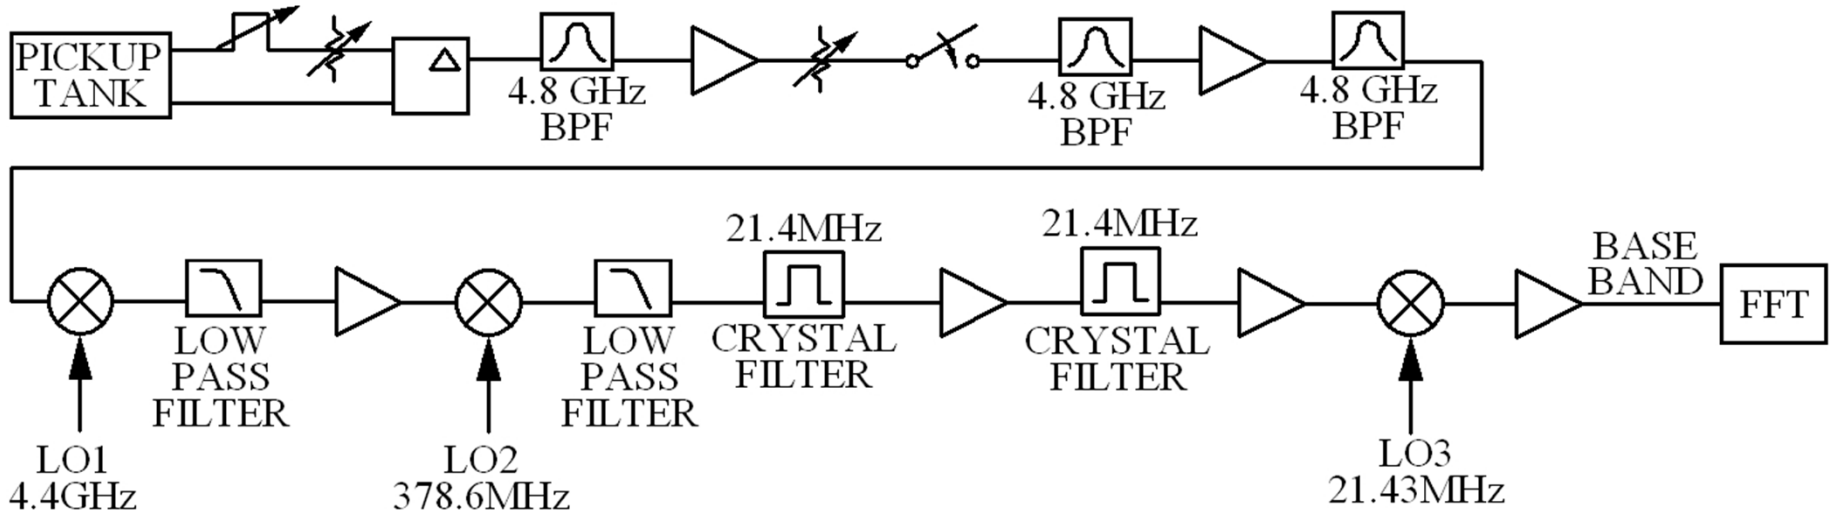 PICKUP
TANK
Δ
4.8 GHz
BPF
4.8 GHz
BPF
4.8 GHz
BPF
LOW
PASS
FILTER
LOW
PASS
FILTER
21.4MHz
CRYSTAL
FILTER
21.4MHz
CRYSTAL
FILTER
BASE
BAND
FFT
LO1
4.4GHz
LO2
378.6MHz
LO3
21.43MHz